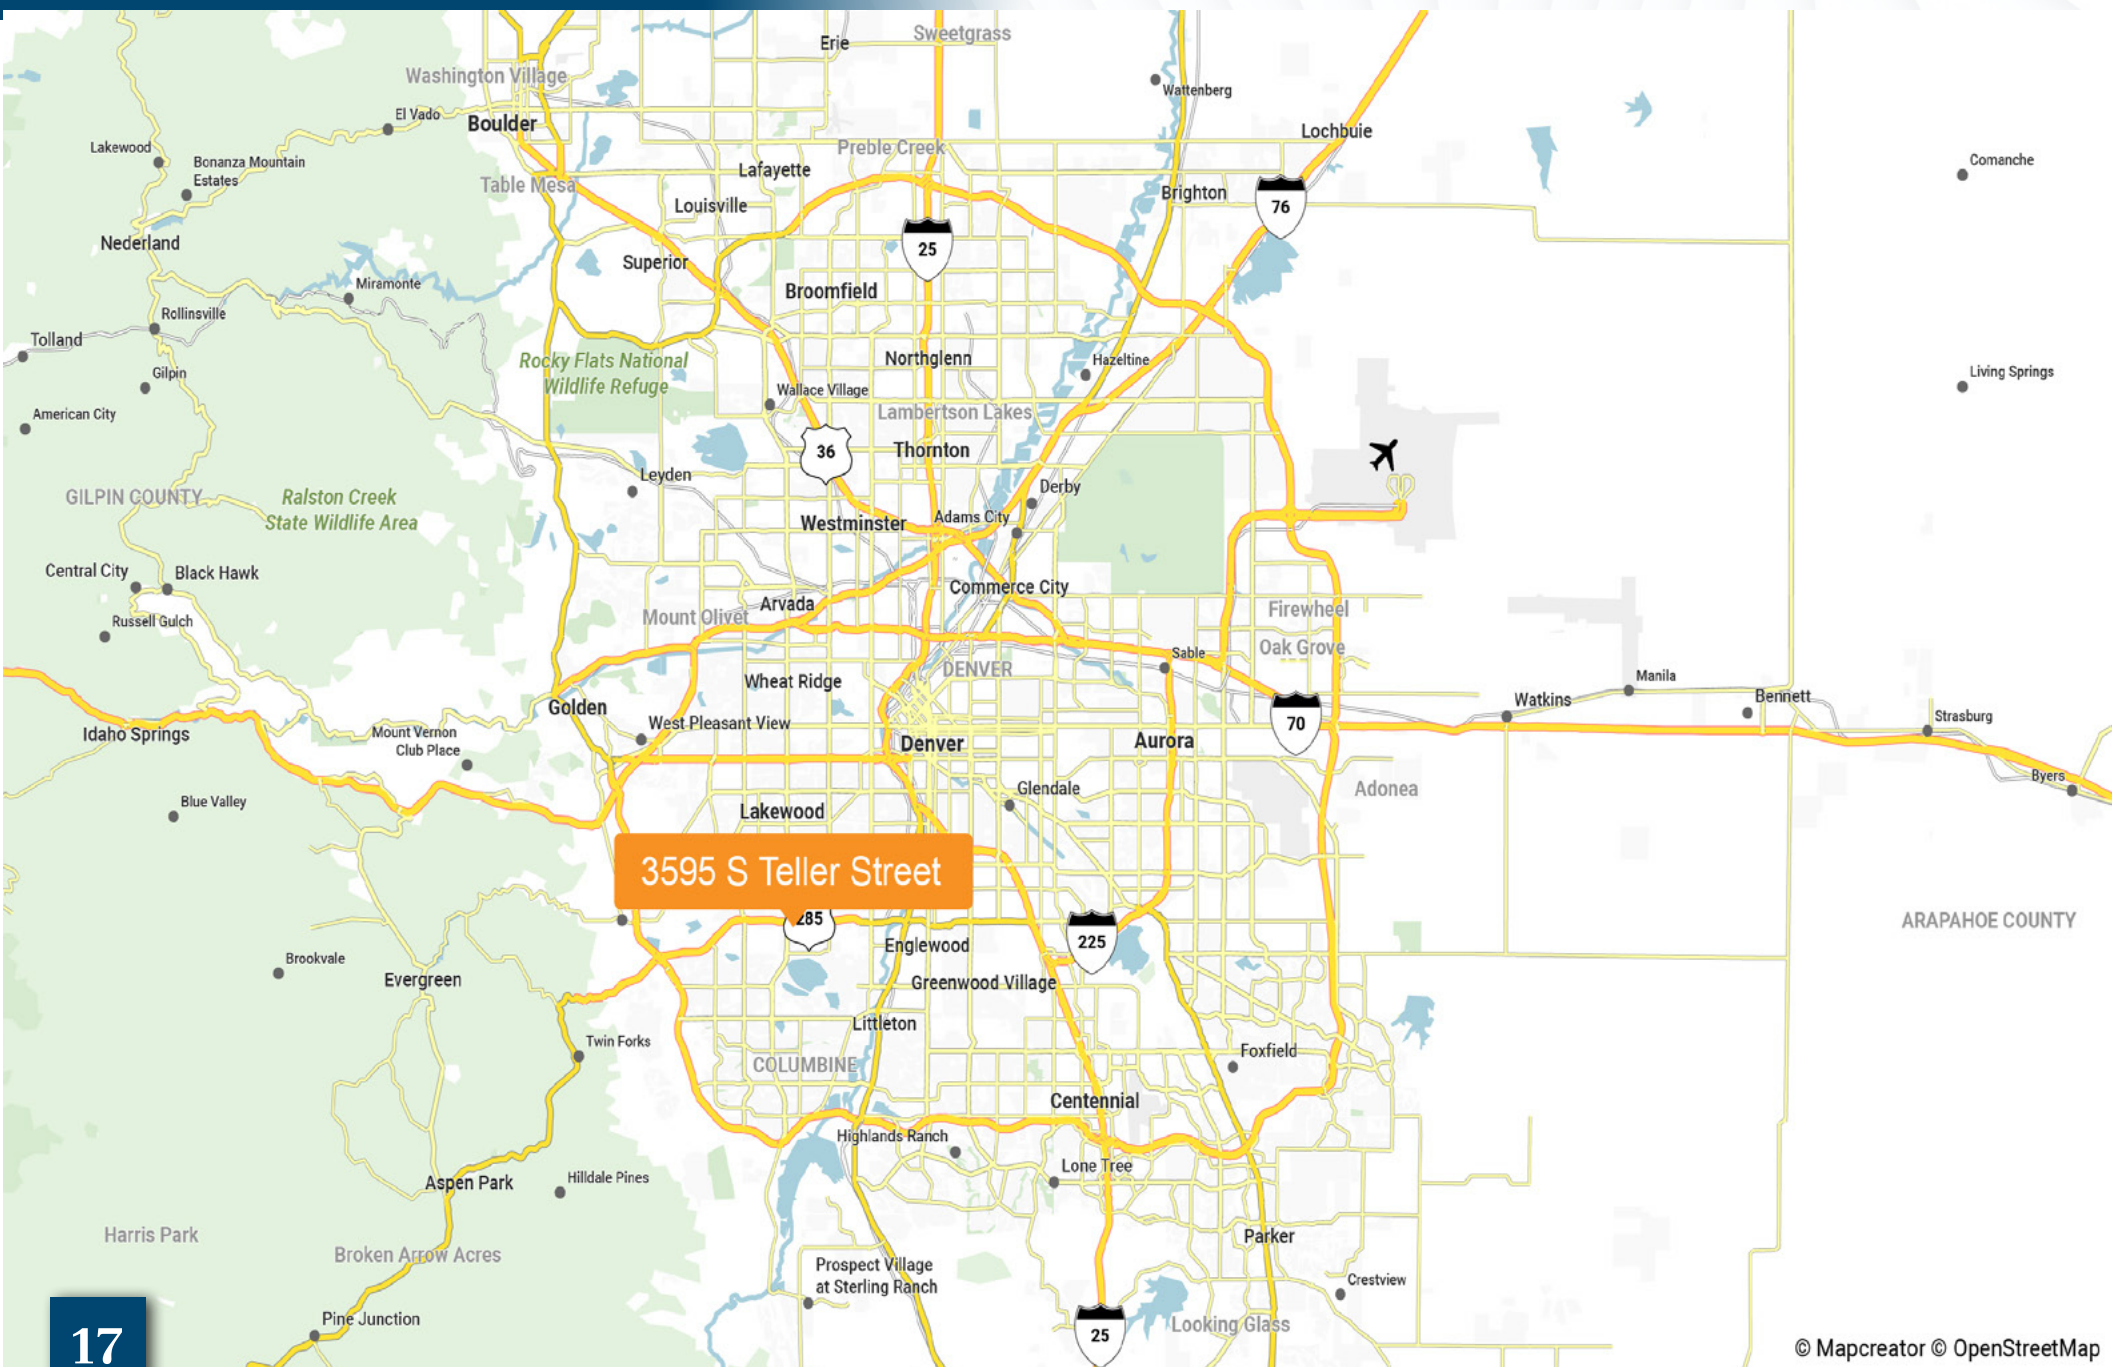 Erie
Sweetgrass
Washington Village
Wattenberg
El Vado
Boulder
Lochbuie
Lakewood
Bonanza Mountain
Estates
Preble Creek
Comanche
Lafayette
Table Mesa
Brighton
76
Louisville
Nederland
25
Superior
Miramonte
Broomfield
Rollinsville
Tolland
Rocky Flats National
Wildlife Refuge
Northglenn
Hazeltine
Gilpin
Living Springs
Wallace Village
American City
Lambertson Lakes
36
Thornton
Leyden
Derby
GILPIN COUNTY
Ralston Creek
State Wildlife Area
Westminster
Adams City
Central City
Black Hawk
Commerce City
Arvada
Firewheel
Russell Gulch
Mount Olivet
Oak Grove
Sable
DENVER
Manila
Wheat Ridge
Watkins
Bennett
Golden
West Pleasant View
70
Strasburg
Idaho Springs
Mount Vernon
Club Place
Denver
Aurora
Byers
Glendale
Adonea
Blue Valley
Lakewood
3595 S Teller Street
285
ARAPAHOE COUNTY
225
Englewood
Brookvale
Evergreen
Greenwood Village
Littleton
Twin Forks
Foxfield
COLUMBINE
Centennial
Highlands Ranch
Lone Tree
Aspen Park
Hilldale Pines
Harris Park
Parker
Broken Arrow Acres
Prospect Village
at Sterling Ranch
Crestview
Pine Junction
Looking Glass
25
17
© Mapcreator © OpenStreetMap